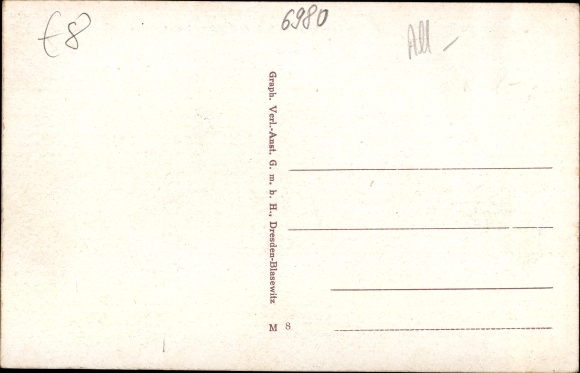 €8
6980
All -
Graph. Verl.-Anst. G. m. b. H., Dresden-Blasewitz
M 8